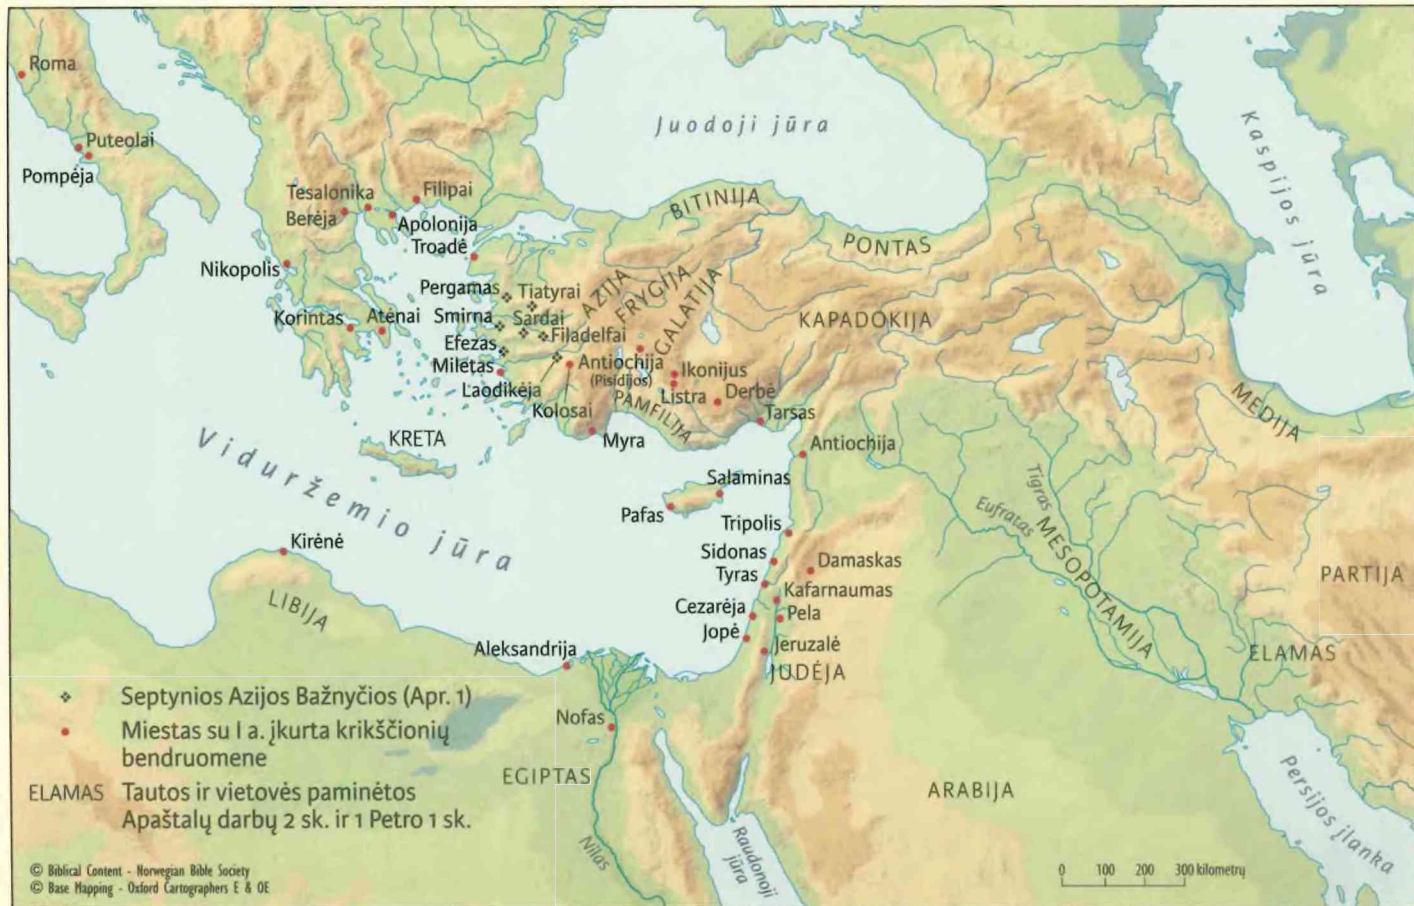 Roma
Puteolai
Pompėja
Juodoji jūra
Kaspijos jūra
Tesalonika
Filipai
Berėja
Apolonija
Troadė
BITINIJA
PONTAS
Nikopolis
Pergamas
Tiatyrai
AZIJA
FRYGIJA
GALATIJA
KAPADOKIJA
Korintas
Atėnai
Smirna
Sardai
Filadelfai
Efezas
Miletas
Antiochija
(Pisidijos)
Ikonijus
Laodikėja
Listra
Derbė
Kolosai
PAMFILIJA
Tarsas
MEDIJA
KRETA
Myra
Antiochija
Viduržemio jūra
Salaminas
Pafas
Tigras
Eufratas
MESOPOTAMIJA
Kirėnė
Tripolis
Sidonas
Damaskas
Tyras
PARTIJA
LIBIJA
Kafarnaumas
Cezarėja
Pela
Jopė
Aleksandrija
Jeruzalė
JUDĖJA
ELAMAS
Septynios Azijos Bažnyčios (Apr. 1)
Miestas su I a. įkurta krikščionių
bendruomene
ELAMAS Tautos ir vietovės paminėtos
Apaštalų darbų 2 sk. ir 1 Petro 1 sk.
Nofas
EGIPTAS
ARABIJA
Nilas
Raudonoji
jūra
Persijos įlanka
© Biblical Content - Norwegian Bible Society
© Base Mapping - Oxford Cartographers E & OE
0 100 200 300 kilometrų